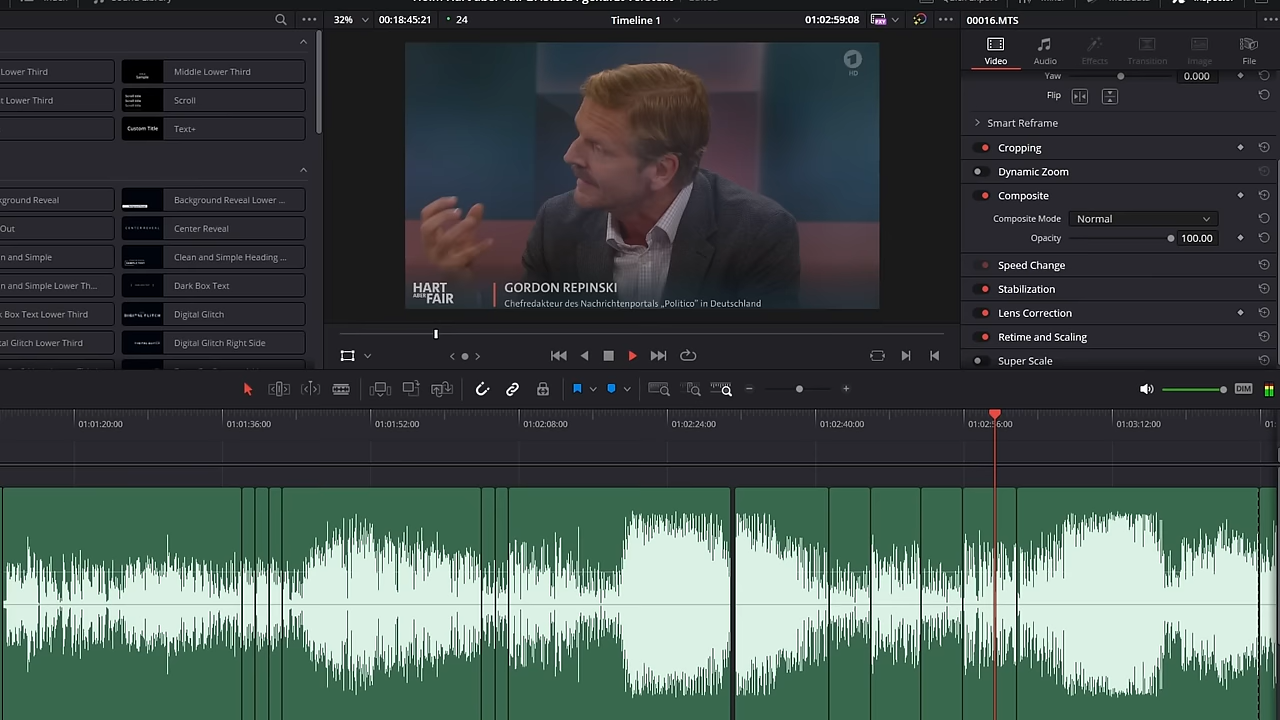 32%
00:18:45:21
24
Timeline 1
01:02:59:08
00016.MTS
Video
Audio
Effects
Transition
Image
File
Lower Third
Middle Lower Third
Lower Third
Scroll
Custom Title
Text+
Yaw
0.000
Flip
Smart Reframe
Cropping
Dynamic Zoom
Composite
Composite Mode
Normal
Opacity
100.00
Speed Change
Stabilization
Lens Correction
Retime and Scaling
Super Scale
ground Reveal
Background Reveal Lower ...
Out
Center Reveal
n and Simple
Clean and Simple Heading ...
n and Simple Lower Th...
Dark Box Text
k Box Text Lower Third
Digital Glitch
tal Glitch Lower Third
Digital Glitch Right Side
HD
HART
ABER
FAIR
GORDON REPINSKI
Chefredakteur des Nachrichtenportals „Politico” in Deutschland
DIM
01:01:20:00
01:01:36:00
01:01:52:00
01:02:08:00
01:02:24:00
01:02:40:00
01:02:56:00
01:03:12:00